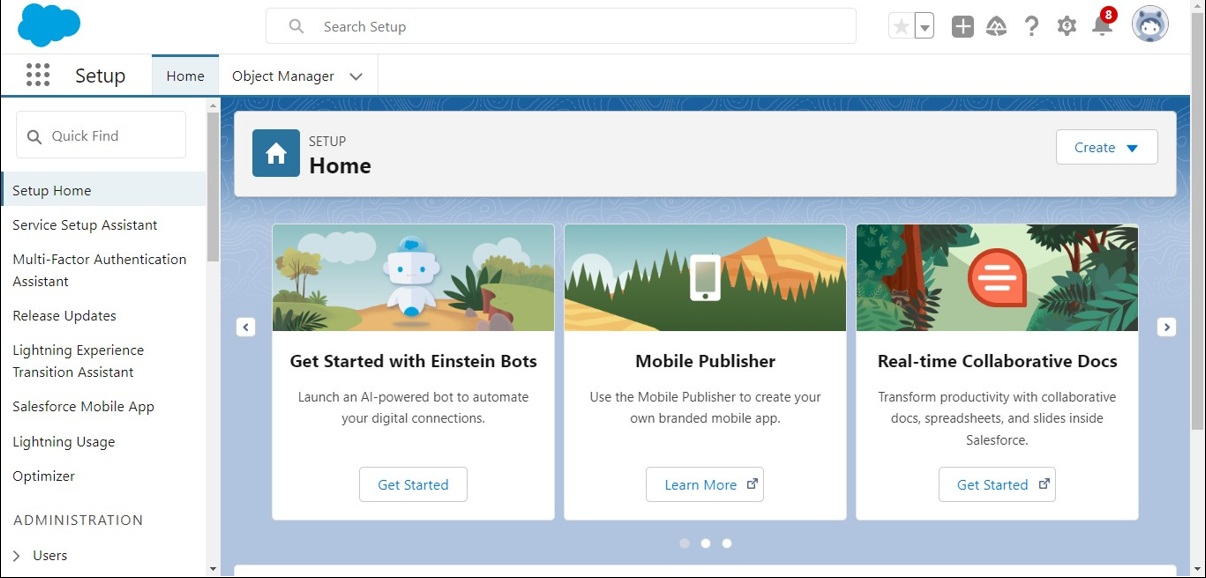 Search Setup
8
Setup
Home
Object Manager
Quick Find
Setup Home
Service Setup Assistant
Multi-Factor Authentication
Assistant
Release Updates
Lightning Experience
Transition Assistant
Salesforce Mobile App
Lightning Usage
Optimizer
ADMINISTRATION
Users
SETUP
Home
Create
Get Started with Einstein Bots
Launch an AI-powered bot to automate
your digital connections.
Get Started
Mobile Publisher
Use the Mobile Publisher to create your
own branded mobile app.
Learn More
Real-time Collaborative Docs
Transform productivity with collaborative
docs, spreadsheets, and slides inside
Salesforce.
Get Started